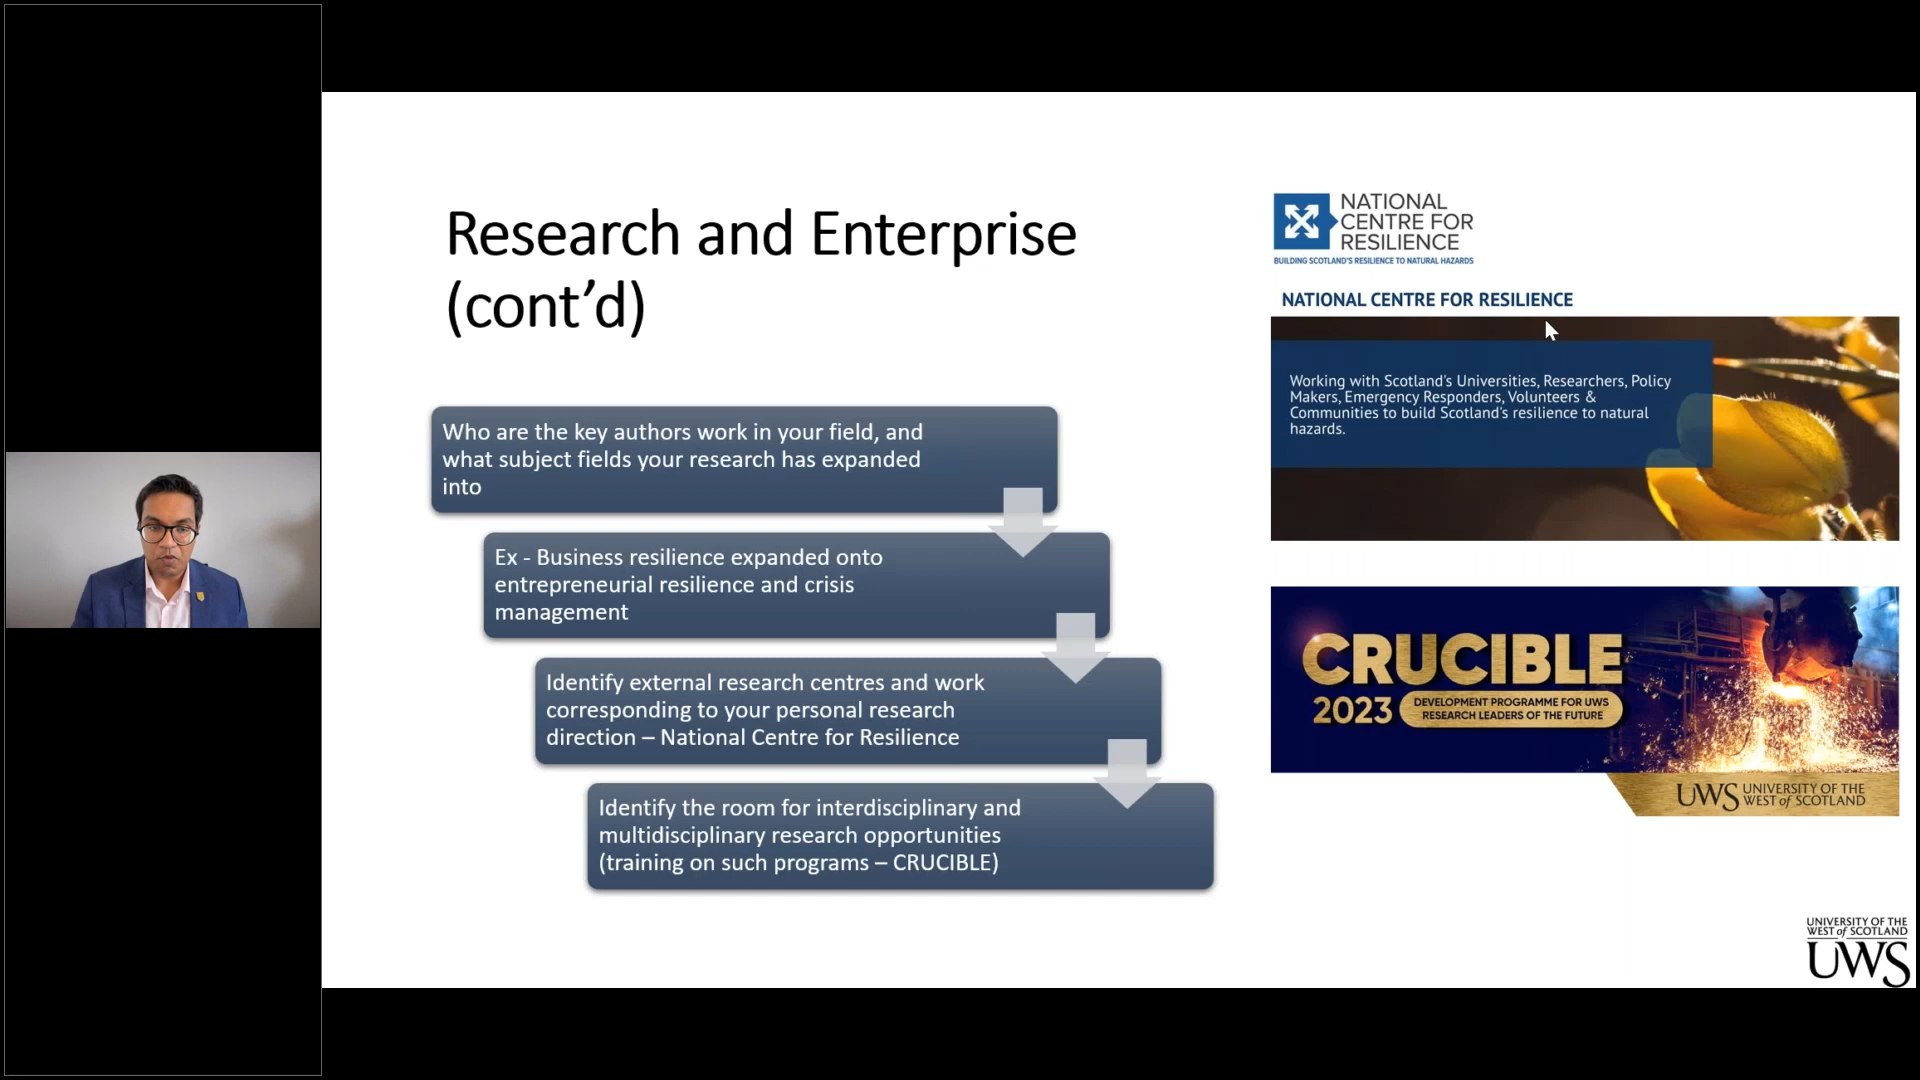 Research and Enterprise
(cont’d)
Who are the key authors work in your field, and
what subject fields your research has expanded
into
Ex - Business resilience expanded onto
entrepreneurial resilience and crisis
management
Identify external research centres and work
corresponding to your personal research
direction – National Centre for Resilience
Identify the room for interdisciplinary and
multidisciplinary research opportunities
(training on such programs – CRUCIBLE)
NATIONAL
CENTRE FOR
RESILIENCE
BUILDING SCOTLAND'S RESILIENCE TO NATURAL HAZARDS
NATIONAL CENTRE FOR RESILIENCE
Working with Scotland's Universities, Researchers, Policy
Makers, Emergency Responders, Volunteers &
Communities to build Scotland's resilience to natural
hazards.
CRUCIBLE
2023
DEVELOPMENT PROGRAMME FOR UWS
RESEARCH LEADERS OF THE FUTURE
UWS
UNIVERSITY OF THE
WEST of SCOTLAND
UNIVERSITY OF THE
WEST of SCOTLAND
UWS